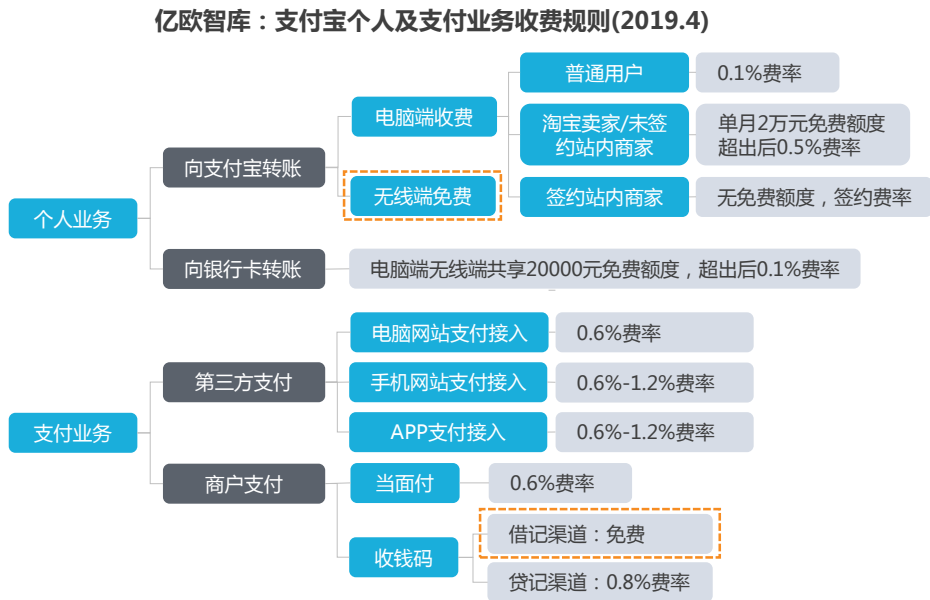 亿欧智库：支付宝个人及支付业务收费规则(2019.4)
个人业务
向支付宝转账
电脑端收费
普通用户
0.1%费率
淘宝卖家/未签
约站内商家
单月2万元免费额度
超出后0.5%费率
签约站内商家
无免费额度，签约费率
无线端免费
向银行卡转账
电脑端无线端共享20000元免费额度，超出后0.1%费率
支付业务
第三方支付
电脑网站支付接入
0.6%费率
手机网站支付接入
0.6%-1.2%费率
APP支付接入
0.6%-1.2%费率
商户支付
当面付
0.6%费率
收钱码
借记渠道：免费
贷记渠道：0.8%费率